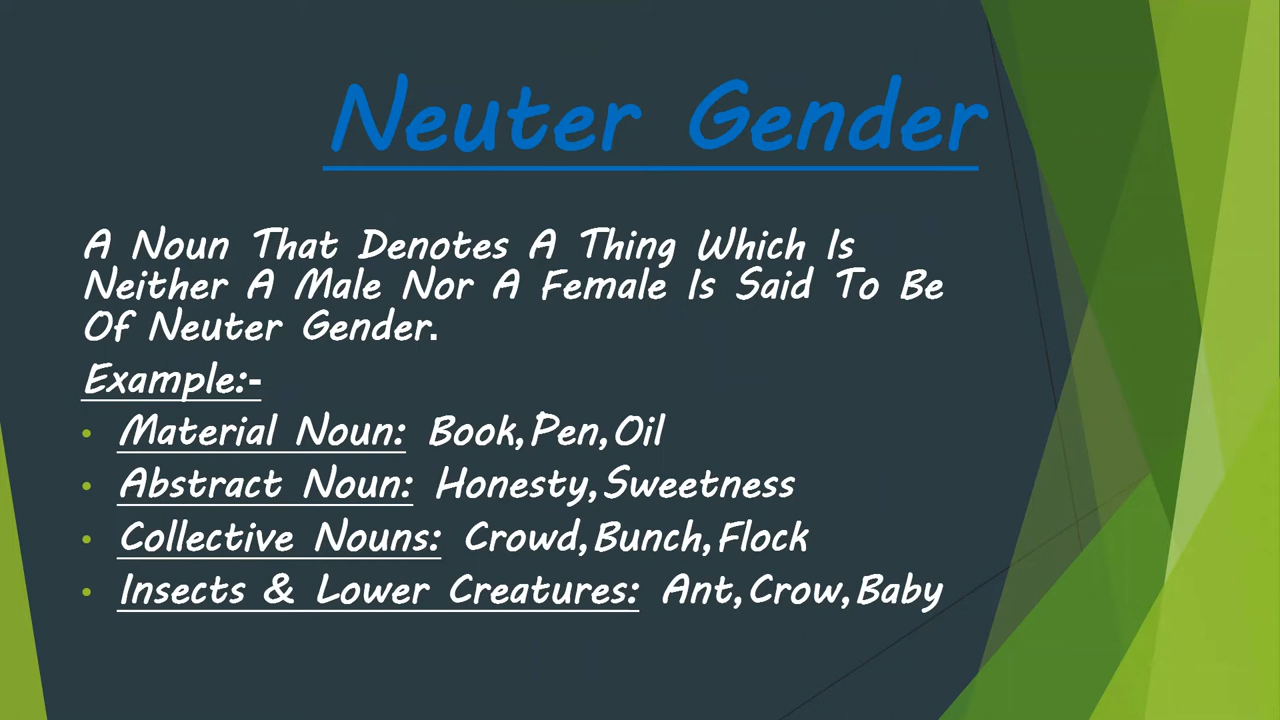 Neuter Gender
A Noun That Denotes A Thing Which Is
Neither A Male Nor A Female Is Said To Be
Of Neuter Gender.
Example:-
• Material Noun: Book,Pen,Oil
• Abstract Noun: Honesty,Sweetness
• Collective Nouns: Crowd,Bunch,Flock
• Insects & Lower Creatures: Ant,Crow,Baby